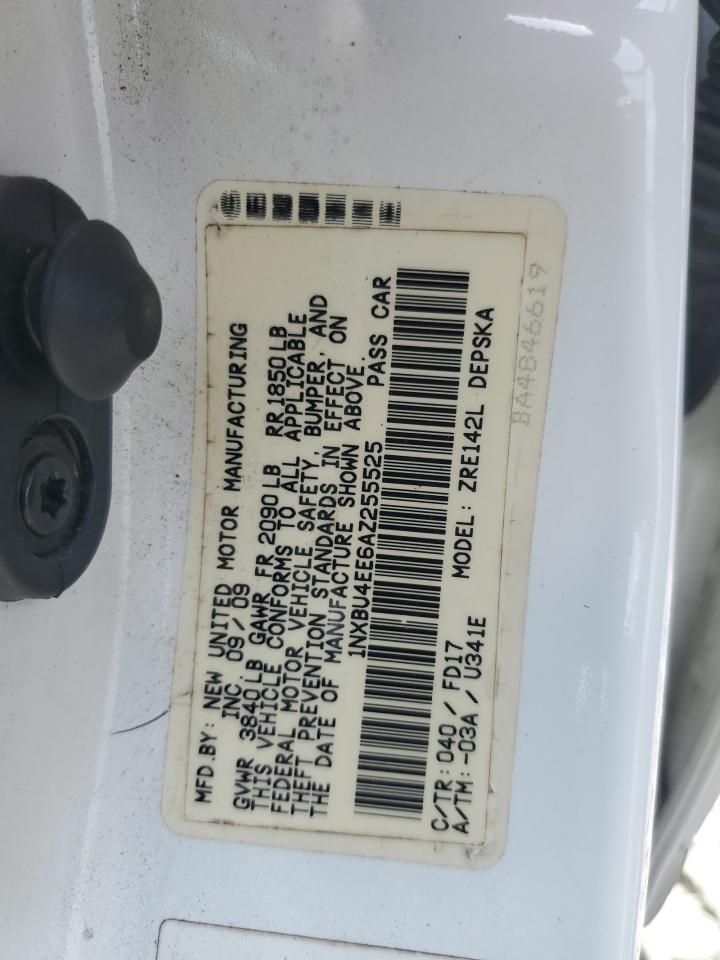 MFD.BY: NEW UNITED MOTOR MANUFACTURING
INC. 09/09
GVWR 3840LB GAWR FR 2090LB RR 1850LB
THIS VEHICLE CONFORMS TO ALL APPLICABLE
FEDERAL MOTOR VEHICLE SAFETY, BUMPER, AND
THEFT PREVENTION STANDARDS IN EFFECT ON
THE DATE OF MANUFACTURE SHOWN ABOVE.
1NXBU4EE6AZ255525 PASS CAR
C/TR: 040/FD17 MODEL: ZRE142L DEPSKA
A/TM: -03A/U341E
BA4846619